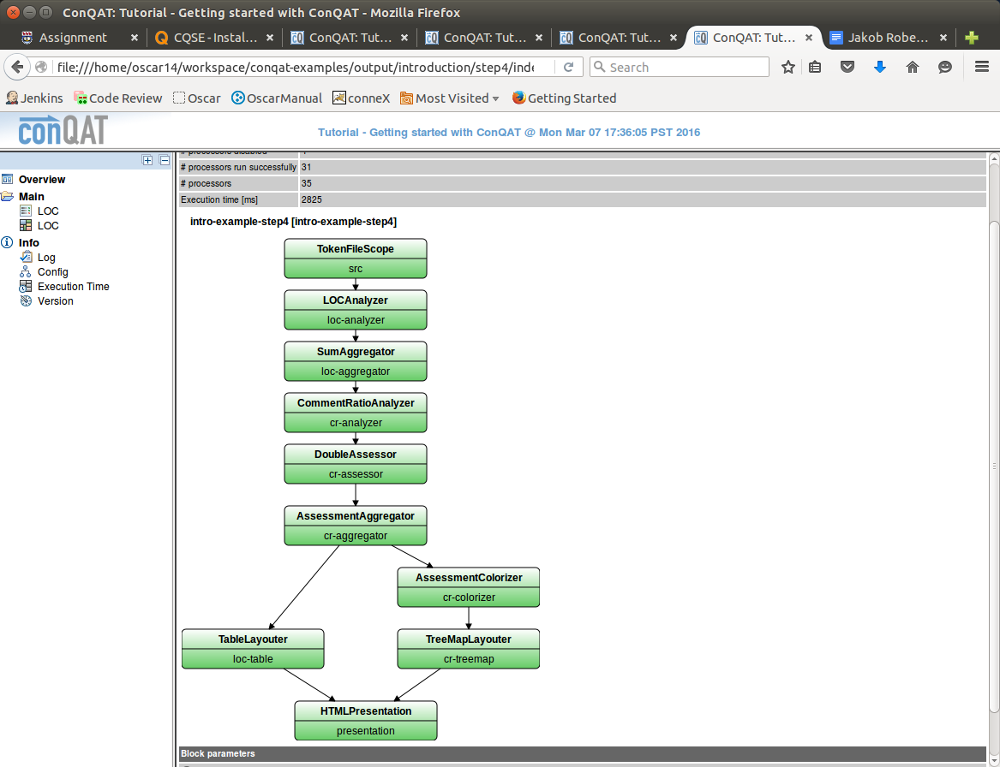 ConQAT: Tutorial - Getting started with ConQAT - Mozilla Firefox
Assignment × CQSE - Instal... × ConQAT: Tut... × ConQAT: Tut... × ConQAT: Tut... × ConQAT: Tut... × Jakob Robe... ×
file:///home/oscar14/workspace/conqat-examples/output/introduction/step4/inde Search
Jenkins Code Review Oscar OscarManual conneX Most Visited Getting Started
conQAT Tutorial - Getting started with ConQAT @ Mon Mar 07 17:36:05 PST 2016
Overview
Main
LOC
LOC
Info
Log
Config
Execution Time
Version
# processors disabled
# processors run successfully 31
# processors 35
Execution time [ms] 2825
intro-example-step4 [intro-example-step4]
TokenFileScope
src
LOCAnalyzer
loc-analyzer
SumAggregator
loc-aggregator
CommentRatioAnalyzer
cr-analyzer
DoubleAssessor
cr-assessor
AssessmentAggregator
cr-aggregator
AssessmentColorizer
cr-colorizer
TableLayouter
loc-table
TreeMapLayouter
cr-treemap
HTMLPresentation
presentation
Block parameters